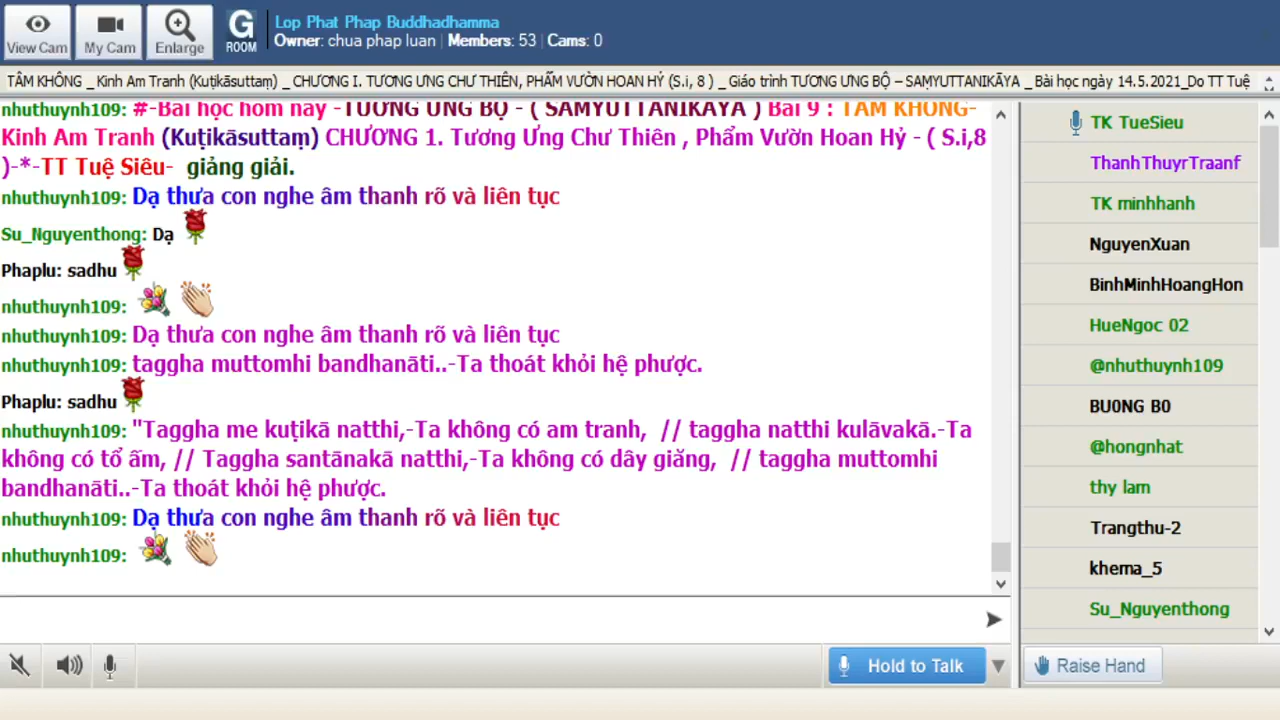 View Cam
My Cam
Enlarge
G
ROOM
Lop Phat Phap Buddhadhamma
Owner: chua phap luan | Members: 53 | Cams: 0
TÂM KHÔNG _ Kinh Am Tranh (Kuṭikāsuttaṃ) _ CHƯƠNG I. TƯƠNG ƯNG CHƯ THIÊN, PHẨM VƯỜN HOAN HỶ (S.i, 8 ) _ Giáo trình TƯƠNG ƯNG BỘ – SAṂYUTTANIKĀYA _ Bài học ngày 14.5.2021_Do TT Tuệ
nhuthuynh109: #-Bài học hôm nay -TƯƠNG ƯNG BỘ - ( SAMYUTTANIKAYA ) Bài 9 : TÂM KHÔNG-
Kinh Am Tranh (Kuṭikāsuttaṃ) CHƯƠNG 1. Tương Ưng Chư Thiên , Phẩm Vườn Hoan Hỷ - ( S.i,8
)-*-TT Tuệ Siêu- giảng giải.
nhuthuynh109: Dạ thưa con nghe âm thanh rõ và liên tục
Su_Nguyenthong: Dạ
Phaplu: sadhu
nhuthuynh109:
nhuthuynh109: Dạ thưa con nghe âm thanh rõ và liên tục
nhuthuynh109: taggha muttomhi bandhanāti..-Ta thoát khỏi hệ phược.
Phaplu: sadhu
nhuthuynh109: "Taggha me kuṭikā natthi,-Ta không có am tranh, // taggha natthi kulāvakā.-Ta
không có tổ ấm, // Taggha santānakā natthi,-Ta không có dây giăng, // taggha muttomhi
bandhanāti..-Ta thoát khỏi hệ phược.
nhuthuynh109: Dạ thưa con nghe âm thanh rõ và liên tục
nhuthuynh109:
TK TueSieu
ThanhThuyrTraanf
TK minhhanh
NguyenXuan
BinhMinhHoangHon
HueNgoc 02
@nhuthuynh109
BU0NG B0
@hongnhat
thy lam
Trangthu-2
khema_5
Su_Nguyenthong
Hold to Talk
Raise Hand